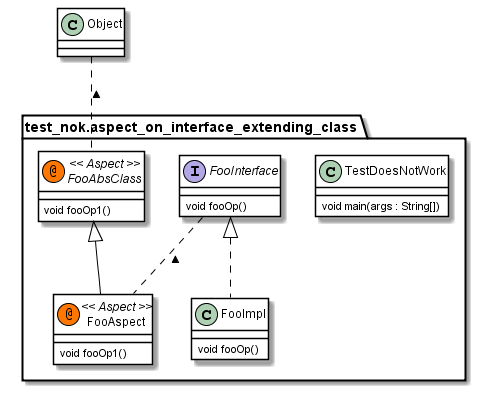 C Object
test_nok.aspect_on_interface_extending_class
@ << Aspect >>
FooAbsClass
void fooOp1()
I FooInterface
void fooOp()
C TestDoesNotWork
void main(args : String[])
@ << Aspect >>
FooAspect
void fooOp1()
C FooImpl
void fooOp()